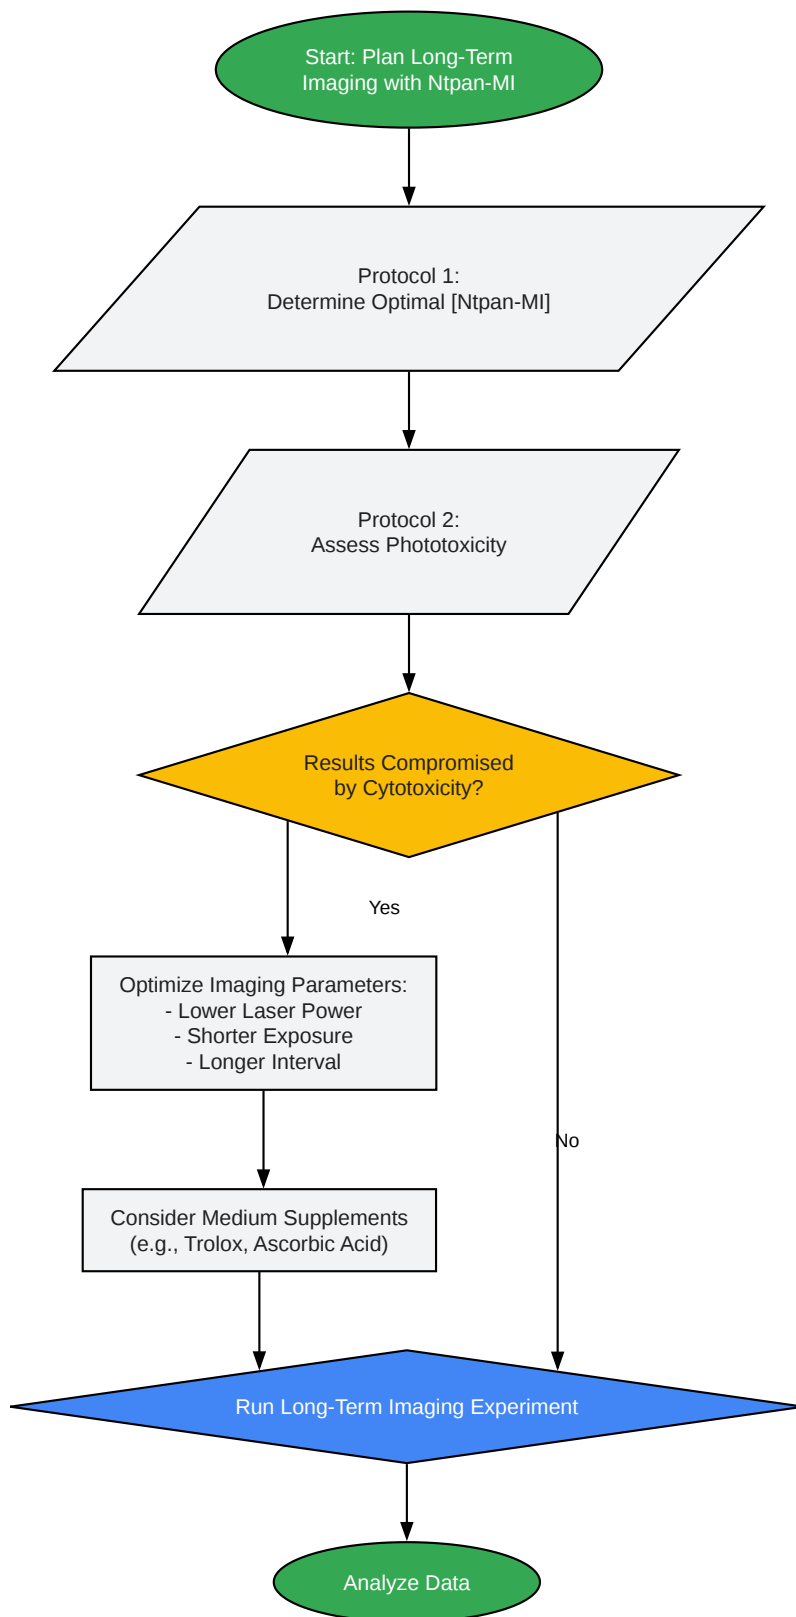 Start: Plan Long-Term
Imaging with Ntpan-MI
Protocol 1:
Determine Optimal [Ntpan-MI]
Protocol 2:
Assess Phototoxicity
Results Compromised
by Cytotoxicity?
Yes
Optimize Imaging Parameters:
- Lower Laser Power
- Shorter Exposure
- Longer Interval
No
Consider Medium Supplements
(e.g., Trolox, Ascorbic Acid)
Run Long-Term Imaging Experiment
Analyze Data